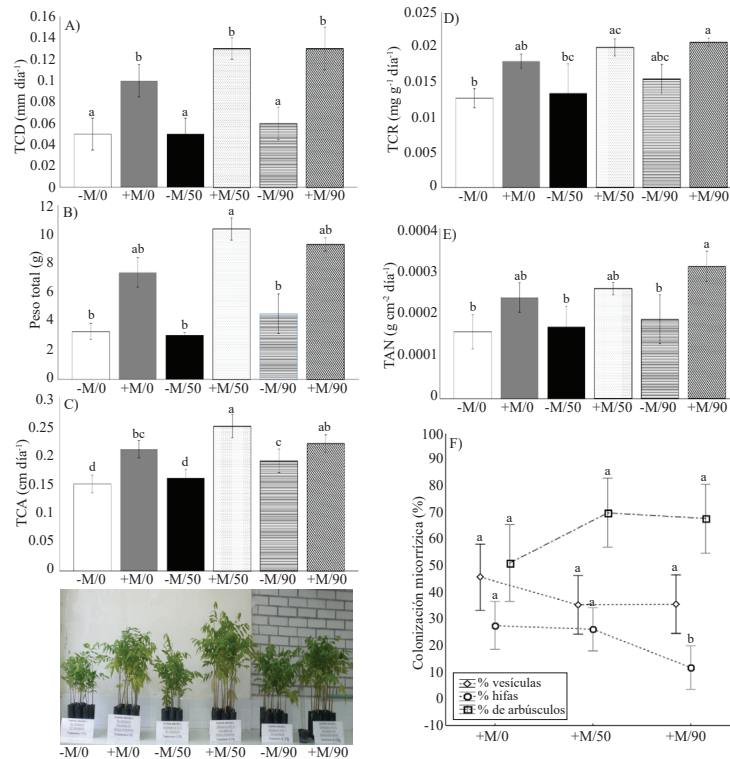 A)
TCD (mm día-1)
0.16
0.14
0.12
0.1
0.08
0.06
0.04
0.02
0
a
b
a
b
a
b
-M/0 +M/0 -M/50 +M/50 -M/90 +M/90
B)
Peso total (g)
12
10
8
6
4
2
0
b
ab
b
a
b
ab
-M/0 +M/0 -M/50 +M/50 -M/90 +M/90
C)
TCA (cm día-1)
0.3
0.25
0.2
0.15
0.1
0.05
0
d
bc
d
a
c
ab
-M/0 +M/0 -M/50 +M/50 -M/90 +M/90
-M/0 +M/0 -M/50 +M/50 -M/90 +M/90
D)
TCR (mg g-1 día-1)
0.02
0.015
0.01
0.005
0
b
ab
bc
ac
abc
a
-M/0 +M/0 -M/50 +M/50 -M/90 +M/90
E)
TAN (g cm-2 día-1)
0.0004
0.0003
0.0002
0.0001
0
b
ab
b
ab
b
a
-M/0 +M/0 -M/50 +M/50 -M/90 +M/90
F)
Colonización micorrízica (%)
100
90
80
70
60
50
40
30
20
10
0
-10
a
a
a
a
a
a
a
a
b
% vesículas
% hifas
% de arbúsculos
+M/0 +M/50 +M/90